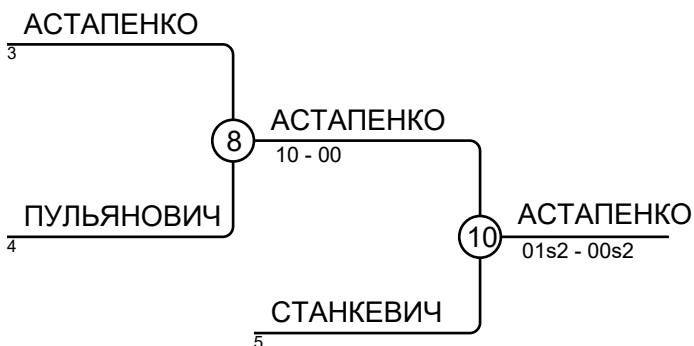 АСТАПЕНКО
3
8
АСТАПЕНКО
10 - 00
ПУЛЬЯНОВИЧ
4
10
АСТАПЕНКО
01s2 - 00s2
СТАНКЕВИЧ
5